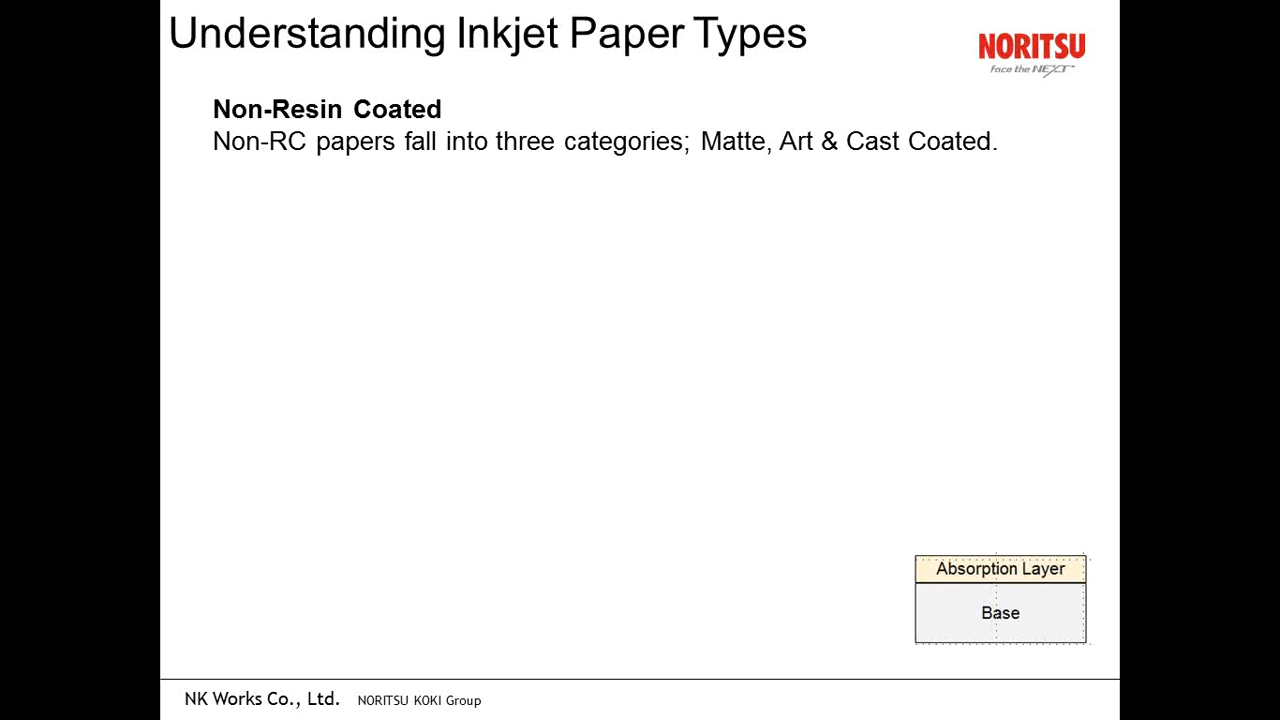 Understanding Inkjet Paper Types
NORITSU
face the NEXT™
Non-Resin Coated
Non-RC papers fall into three categories; Matte, Art & Cast Coated.
Absorption Layer
Base
NK Works Co., Ltd. NORITSU KOKI Group